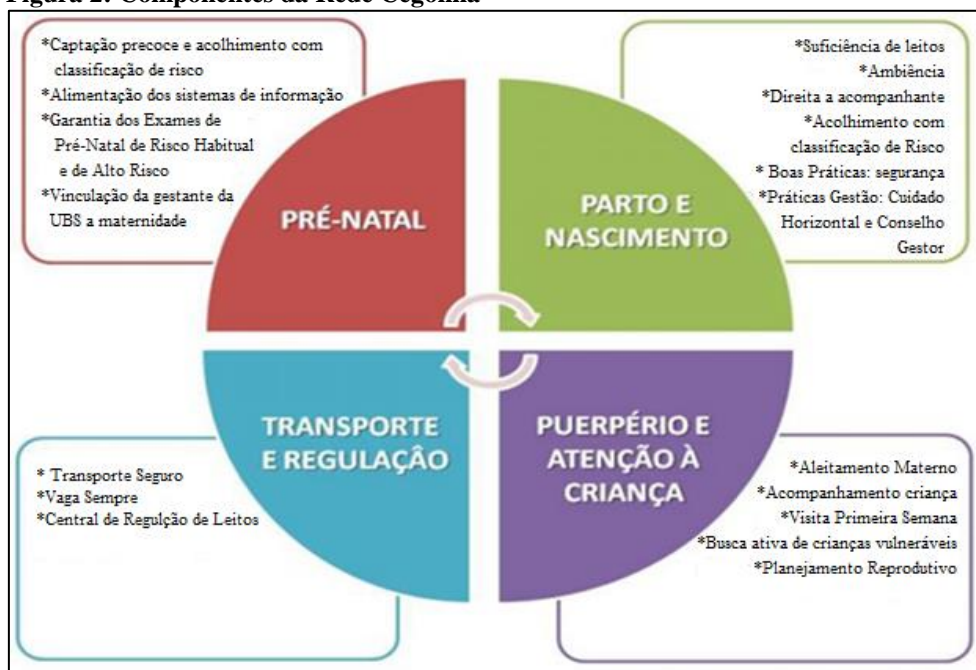 Figura 2: Componentes da Rede Cegonha
*Captação precoce e acolhimento com
classificação de risco
*Alimentação dos sistemas de informação
*Garantia dos Exames de
Pré-Natal de Risco Habitual
e de Alto Risco
*Vinculação da gestante da
UBS a maternidade
PRÉ-NATAL
*Suficiência de leitos
*Ambiência
*Direita a acompanhante
*Acolhimento com
classificação de Risco
* Boas Práticas: segurança
*Práticas Gestão: Cuidado
Horizontal e Conselho
Gestor
PARTO E
NASCIMENTO
TRANSPORTE
E REGULAÇÂO
* Transporte Seguro
*Vaga Sempre
*Central de Regulção de Leitos
PUERPÉRIO E
ATENÇÃO À
CRIANÇA
*Aleitamento Materno
*Acompanhamento criança
*Visita Primeira Semana
*Busca ativa de crianças vulneráveis
*Planejamento Reprodutivo